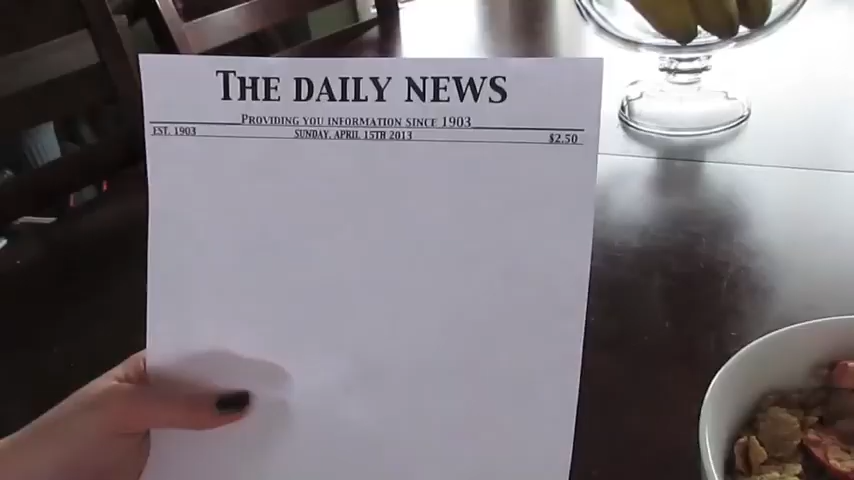 THE DAILY NEWS
PROVIDING YOU INFORMATION SINCE 1903
EST. 1903 SUNDAY, APRIL 15TH 2013 $2.50